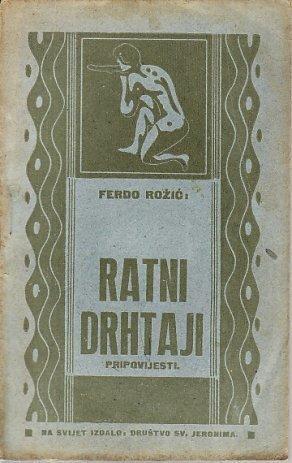 FERDO ROŽIĆ:
RATNI
DRHTAJI
PRIPOVIJESTI.
NA SVIJET IZDALO: DRUŠTVO SV. JERONIMA.